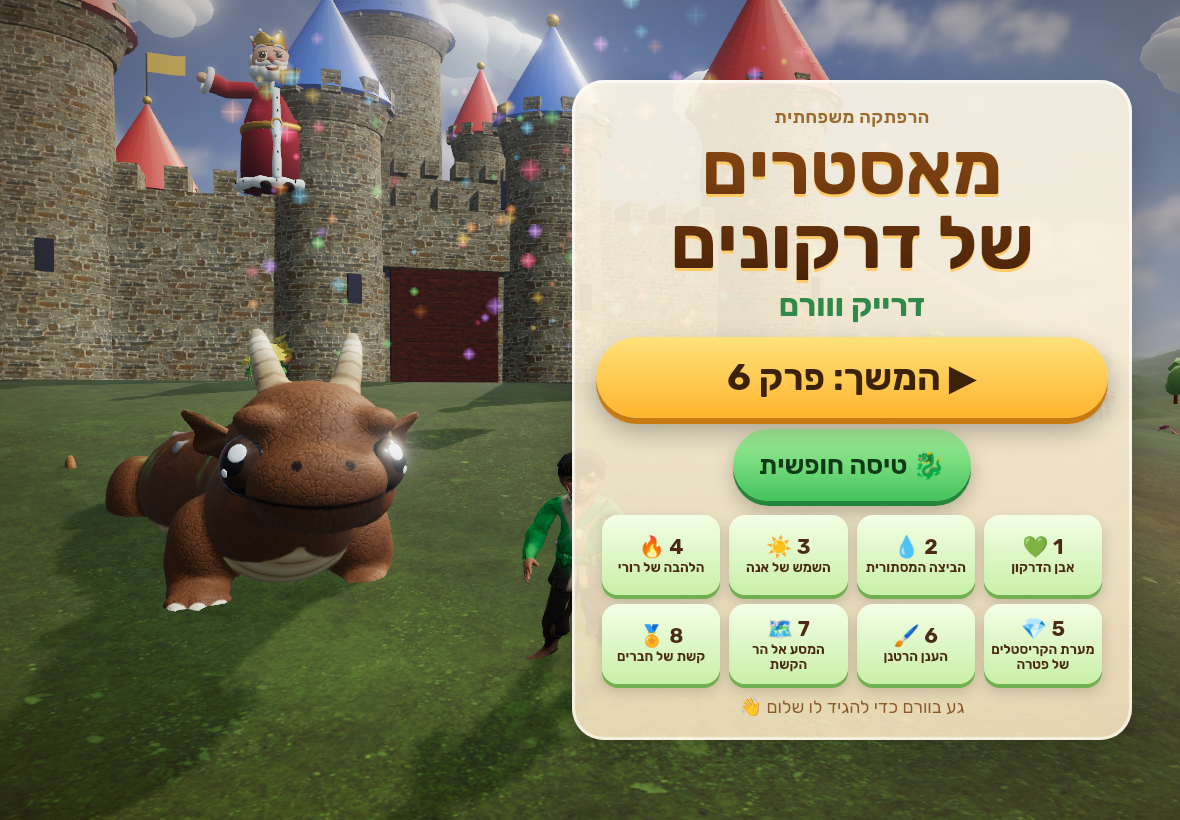 הרפתקה משפחתית
מאסטרים
של דרקונים
דרייק ווורם
▶ המשך: פרק 6
🐉 טיסה חופשית
1 💚
אבן הדרקון
2 💧
הביצה המסתורית
3 ☀️
השמש של אנה
4 🔥
הלהבה של רורי
5 💎
מערת הקריסטלים
של פטרה
6 🖌️
הענן הרטנן
7 🗺️
המסע אל הר
הקשת
8 🏅
קשת של חברים
גע בוורם כדי להגיד לו שלום 👋